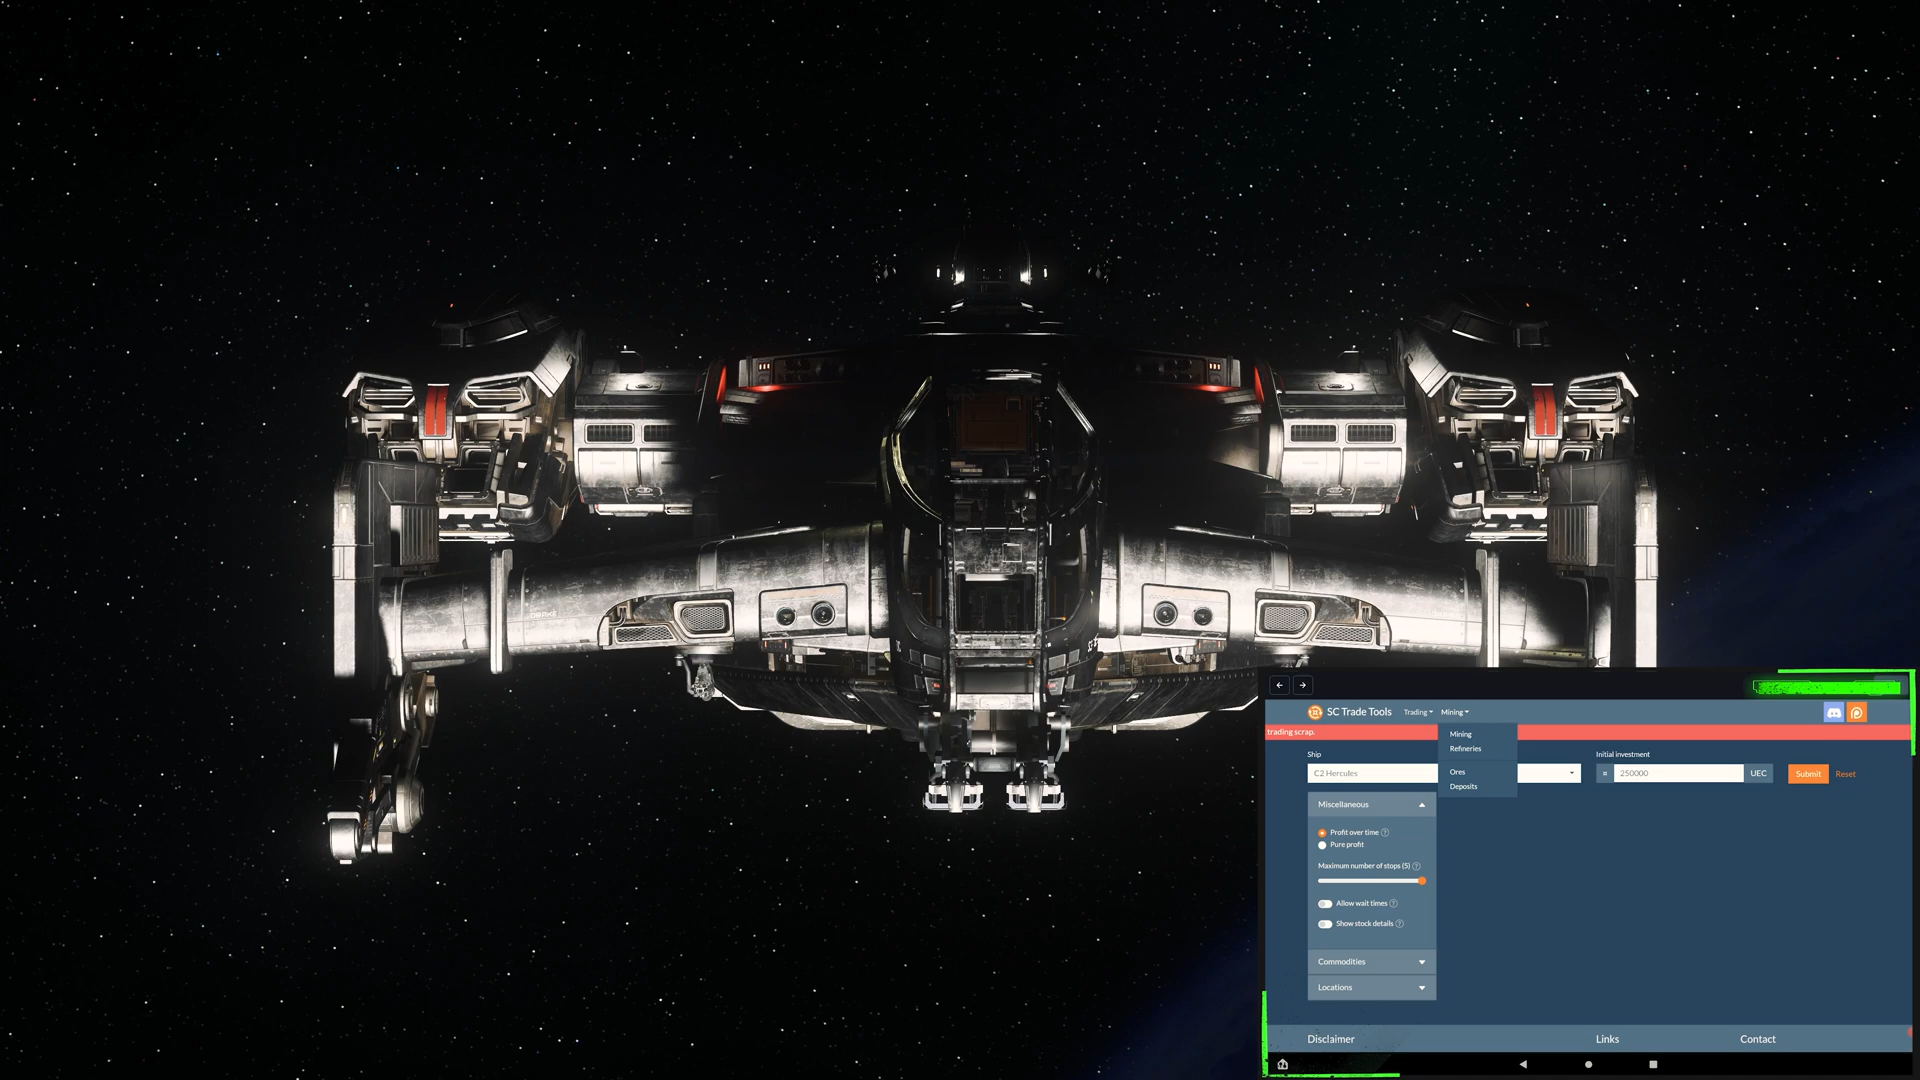 DRAKE
SC Trade Tools
Trading
Mining
trading scrap.
Mining
Refineries
Ores
Deposits
Ship
C2 Hercules
Initial investment
¤ 250000 UEC
Submit
Reset
Miscellaneous
Profit over time ?
Pure profit
Maximum number of stops (5) ?
Allow wait times ?
Show stock details ?
Commodities
Locations
Disclaimer
Links
Contact